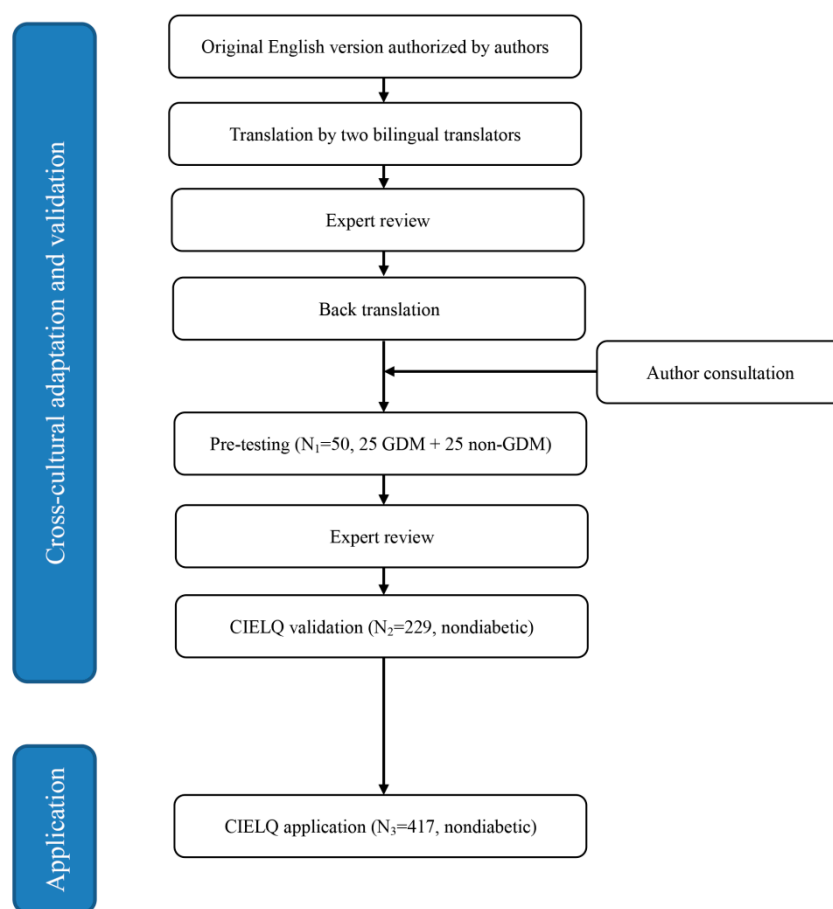 Cross-cultural adaptation and validation
Original English version authorized by authors
Translation by two bilingual translators
Expert review
Back translation
Author consultation
Pre-testing (N₁=50, 25 GDM + 25 non-GDM)
Expert review
CIELQ validation (N₂=229, nondiabetic)
Application
CIELQ application (N₃=417, nondiabetic)